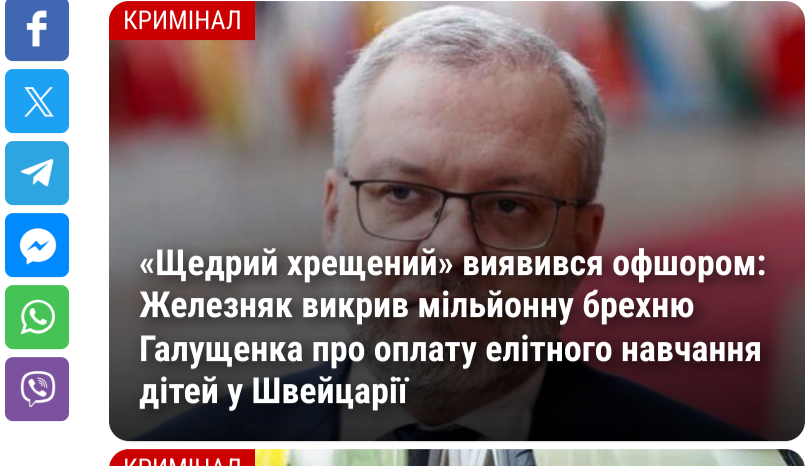 КРИМІНАЛ
«Щедрий хрещений» виявився офшором:
Железняк викрив мільйонну брехню
Галущенка про оплату елітного навчання
дітей у Швейцарії
КРИМІНАЛ